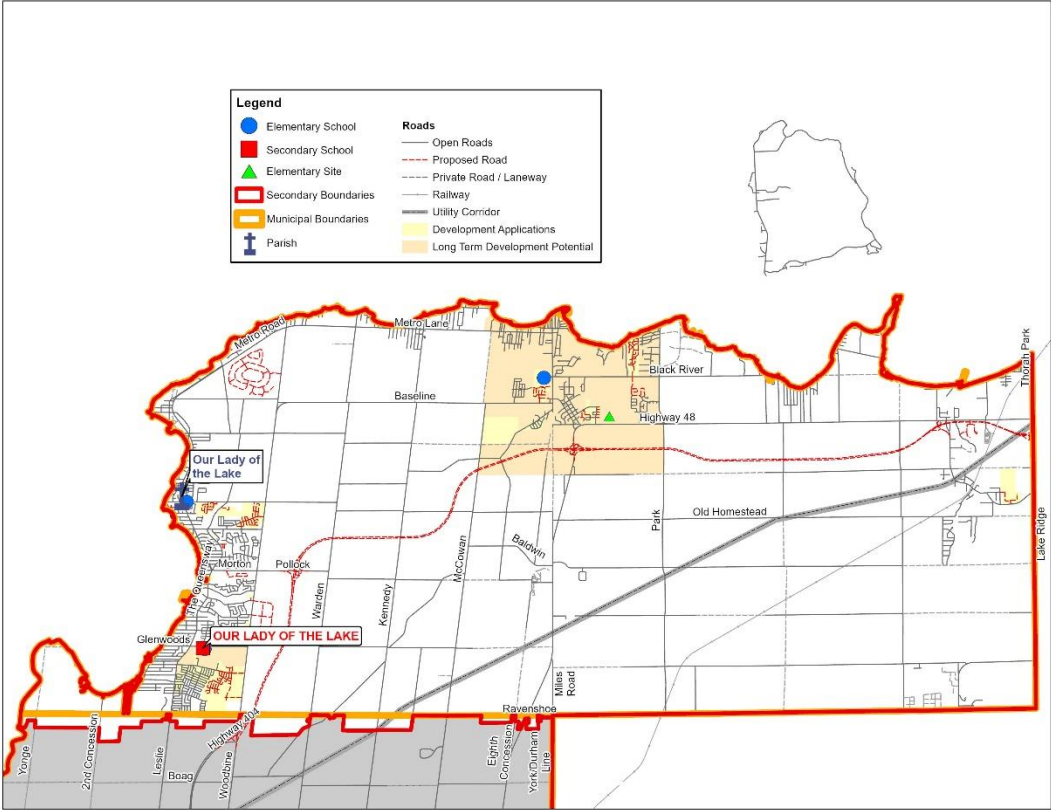 Legend
Elementary School
Secondary School
Elementary Site
Secondary Boundaries
Municipal Boundaries
Parish
Roads
Open Roads
Proposed Road
Private Road / Laneway
Railway
Utility Corridor
Development Applications
Long Term Development Potential
Metro Road
Metro Lane
Thorah Park
Black River
Baseline
Highway 48
Our Lady of
the Lake
Old Homestead
Park
Lake Ridge
Baldwin
McCowan
Morton
Pollock
The Queensway
Warden
Kennedy
Glenwoods
OUR LADY OF THE LAKE
Miles
Road
Ravenshoe
Highway 404
Yonge
2nd Concession
Leslie
Boag
Woodbine
Eighth
Concession
York/Durham
Line